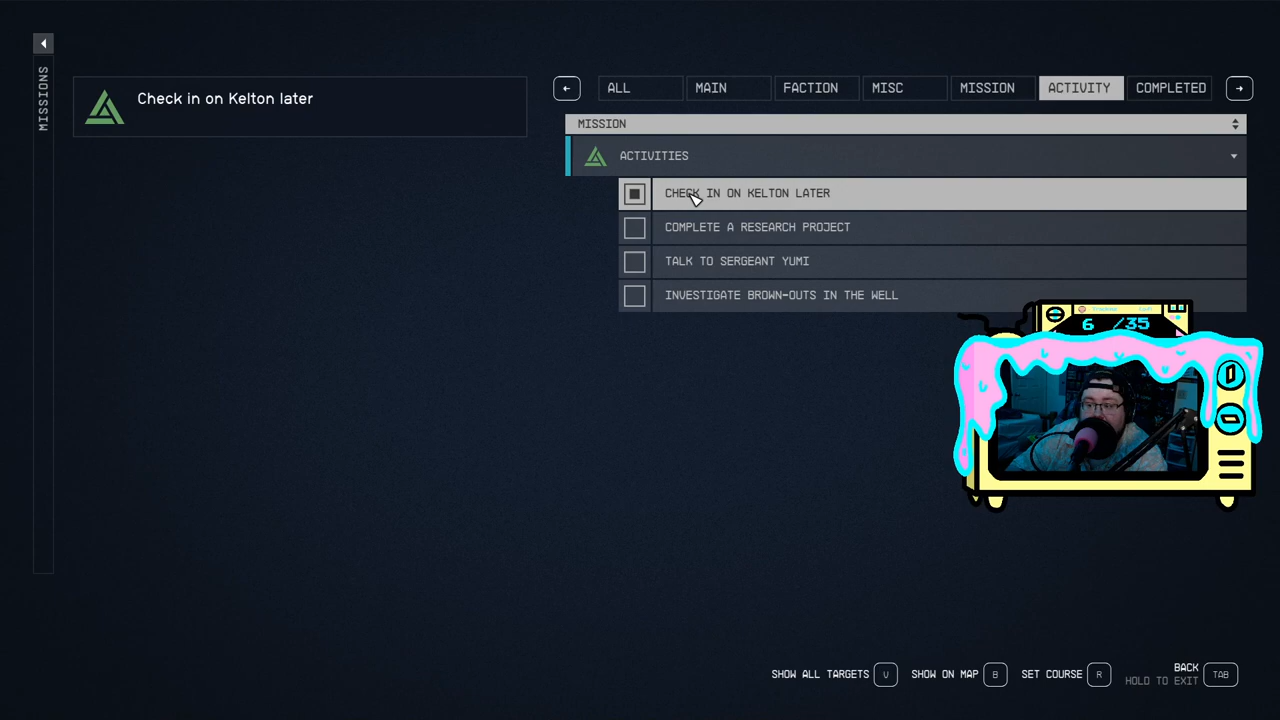 MISSIONS
Check in on Kelton later
ALL
MAIN
FACTION
MISC
MISSION
ACTIVITY
COMPLETED
MISSION
ACTIVITIES
CHECK IN ON KELTON LATER
COMPLETE A RESEARCH PROJECT
TALK TO SERGEANT YUMI
INVESTIGATE BROWN-OUTS IN THE WELL
6 /35
SHOW ALL TARGETS V
SHOW ON MAP B
SET COURSE R
BACK
HOLD TO EXIT
TAB